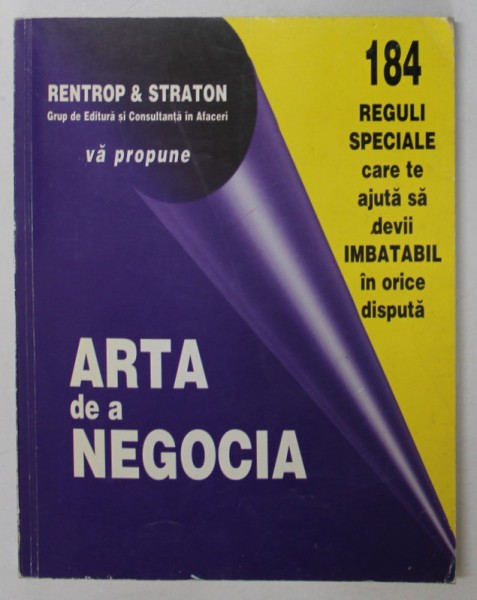 RENTROP & STRATON
Grup de Editură și Consultanță în Afaceri
vă propune
184
REGULI
SPECIALE
care te
ajută să
devii
IMBATABIL
în orice
dispută
ARTA
de a
NEGOCIA